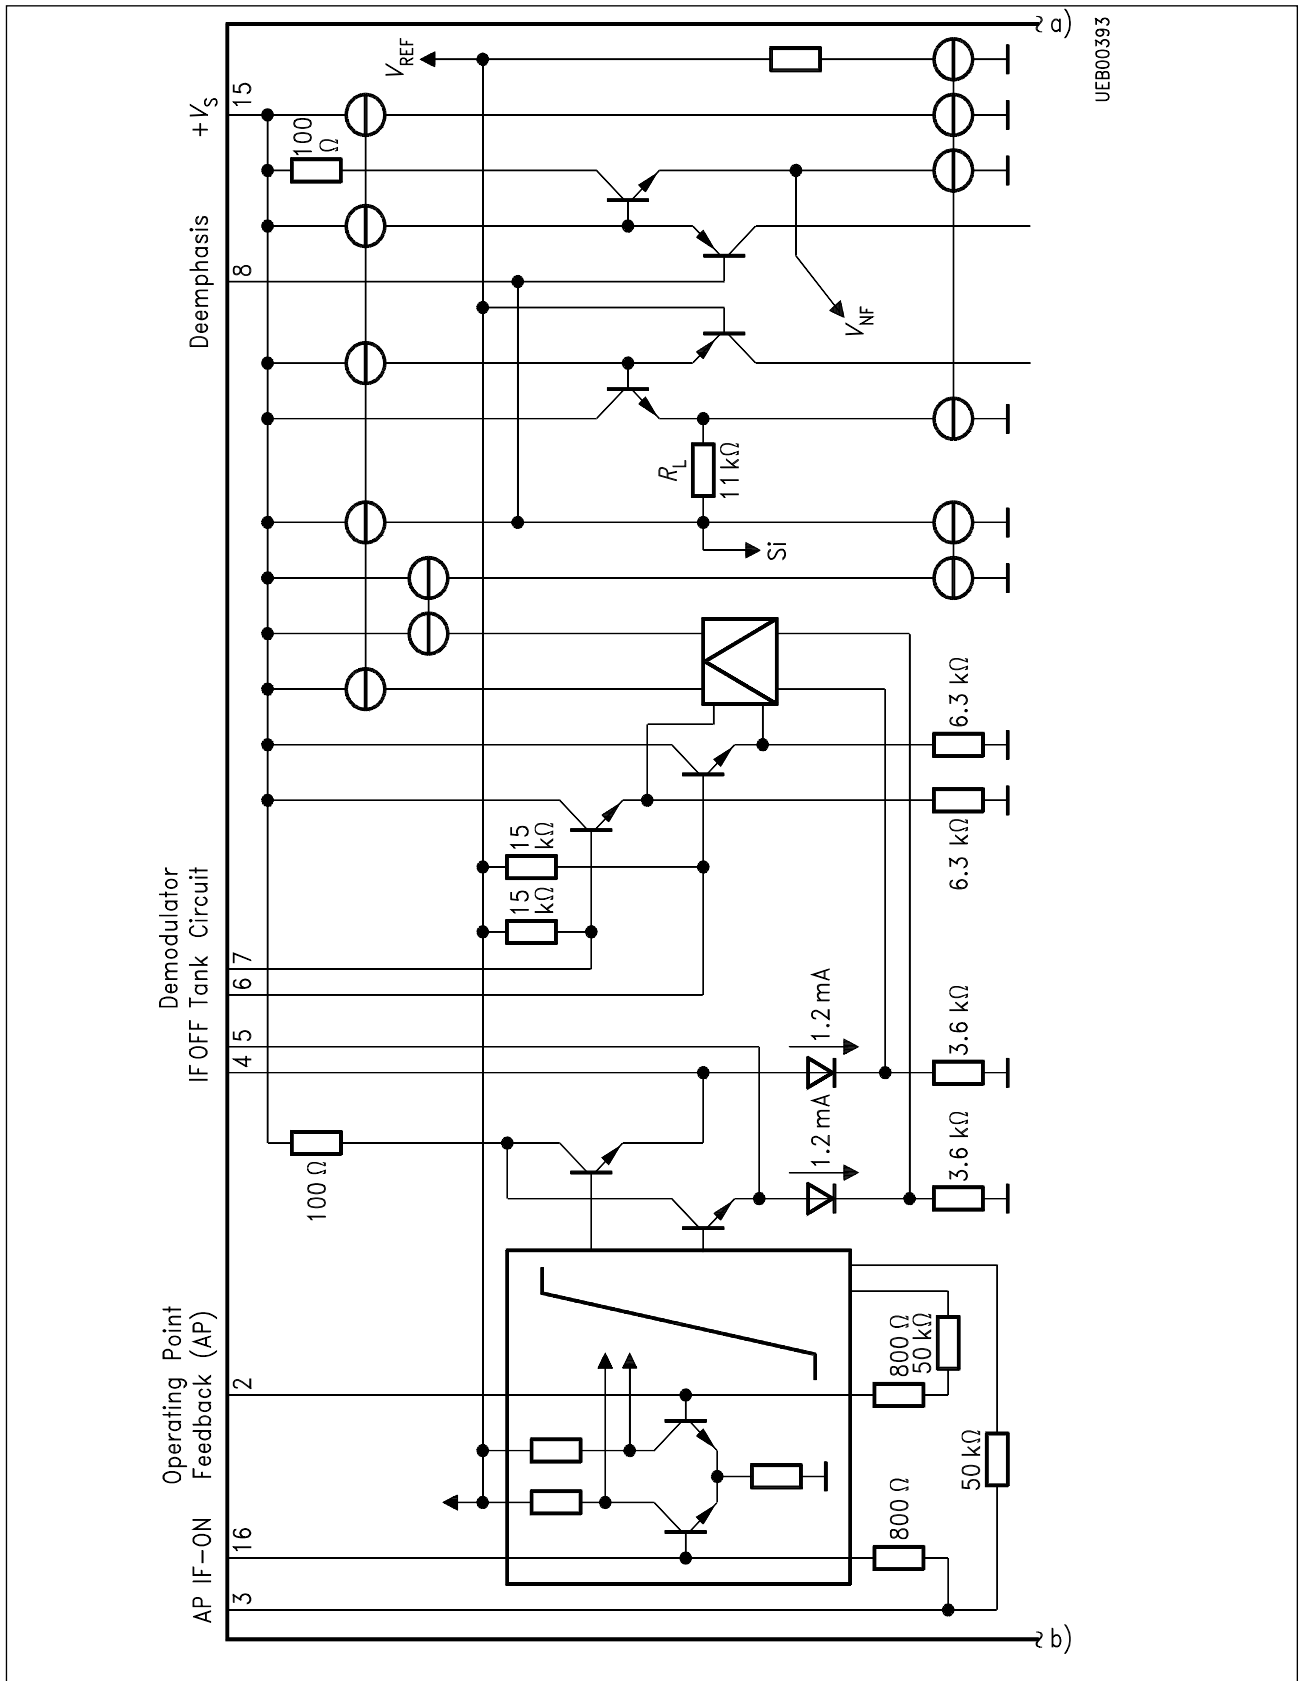 AP IF-ON
3
16
Operating Point
Feedback (AP)
2
IF OFF
4
5
Demodulator
Tank Circuit
6
7
Deemphasis
8
+VS
15
100 Ω
100
Ω
VREF
15
kΩ
15
kΩ
RL
11 kΩ
Si
VNF
1.2 mA
1.2 mA
800 Ω
800 Ω
50 kΩ
50 kΩ
3.6 kΩ
3.6 kΩ
6.3 kΩ
6.3 kΩ
b)
a)
UEB00393